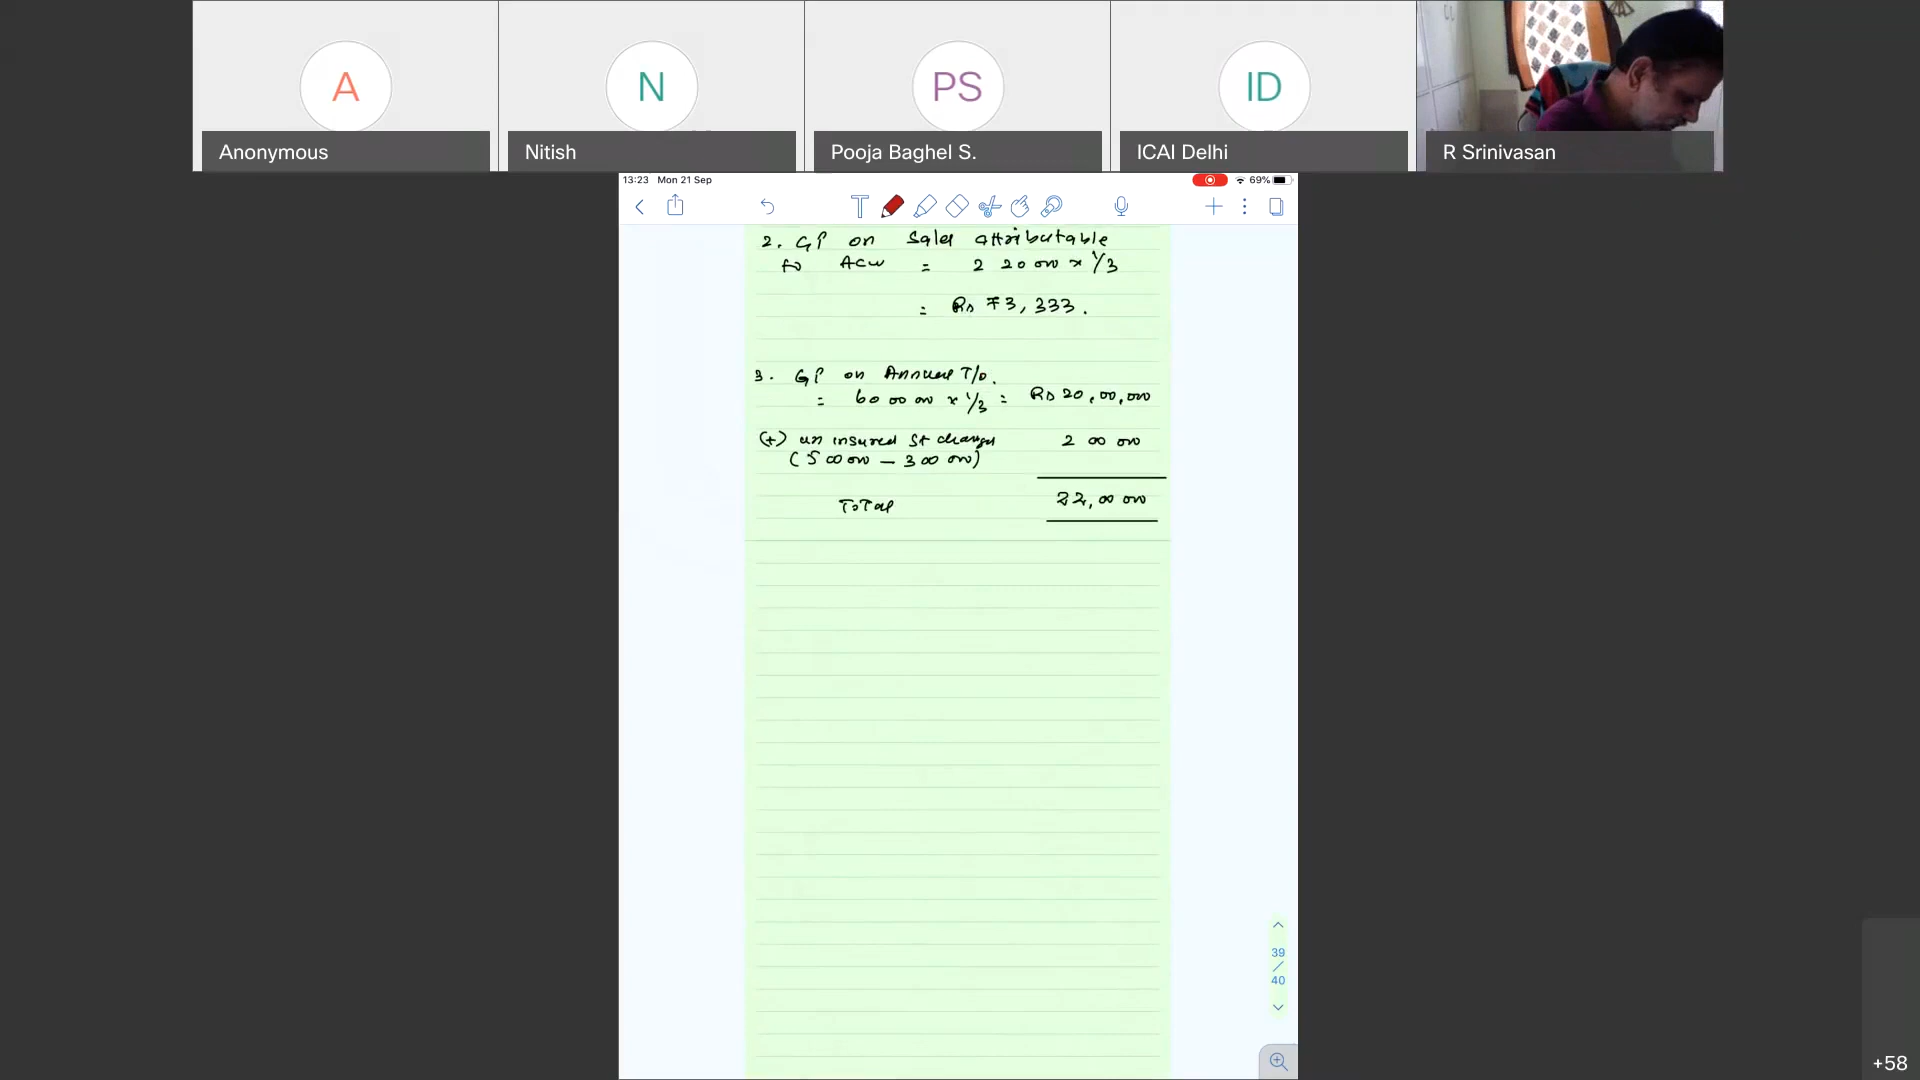 A
N
PS
ID
Anonymous
Nitish
Pooja Baghel S.
ICAI Delhi
R Srinivasan
13:23 Mon 21 Sep
69%
T
2. GP on Sales attributable
to ACW = 2 20 000 x 1/3
= Rs 73,333.
3. GP on Annual T/O.
= 60 00 000 x 1/3 = Rs 20,00,000
(+) un insured St charges
2 00 000
(5 00 000 - 3 00 000)
Total 22,00 000
39
/
40
+58